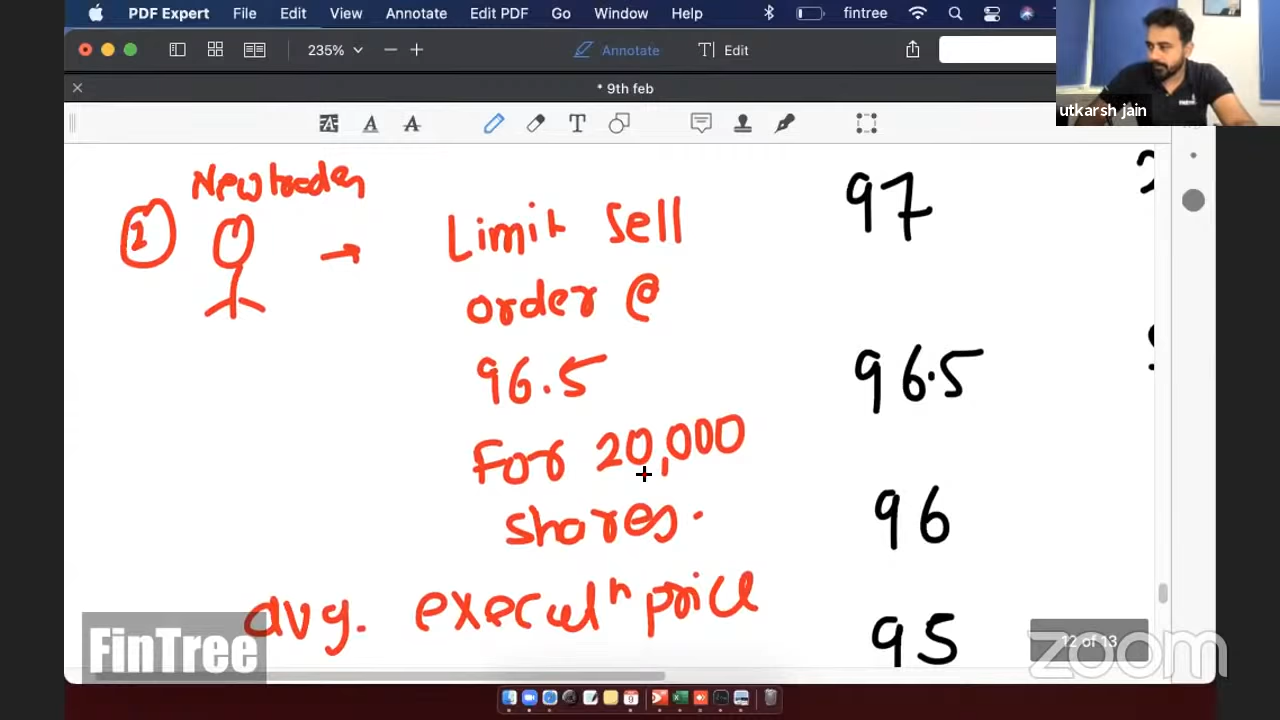 PDF Expert File Edit View Annotate Edit PDF Go Window Help fintree
235% Annotate T Edit
* 9th feb
utkarsh jain
New trader
2 → Limit Sell 97
order @
96.5 96.5
For 20,000
shares. 96
avg. execuⁿ price
95
FinTree
12 of 13
zoom